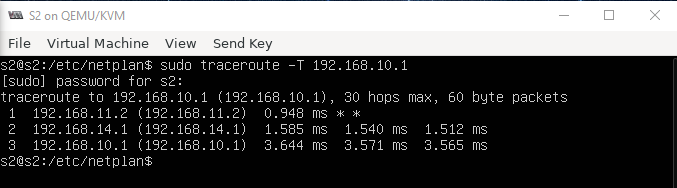 S2 on QEMU/KVM
File Virtual Machine View Send Key
s2@s2:/etc/netplan$ sudo traceroute -T 192.168.10.1
[sudo] password for s2:
traceroute to 192.168.10.1 (192.168.10.1), 30 hops max, 60 byte packets
 1  192.168.11.2 (192.168.11.2)  0.948 ms * *
 2  192.168.14.1 (192.168.14.1)  1.585 ms  1.540 ms  1.512 ms
 3  192.168.10.1 (192.168.10.1)  3.644 ms  3.571 ms  3.565 ms
s2@s2:/etc/netplan$